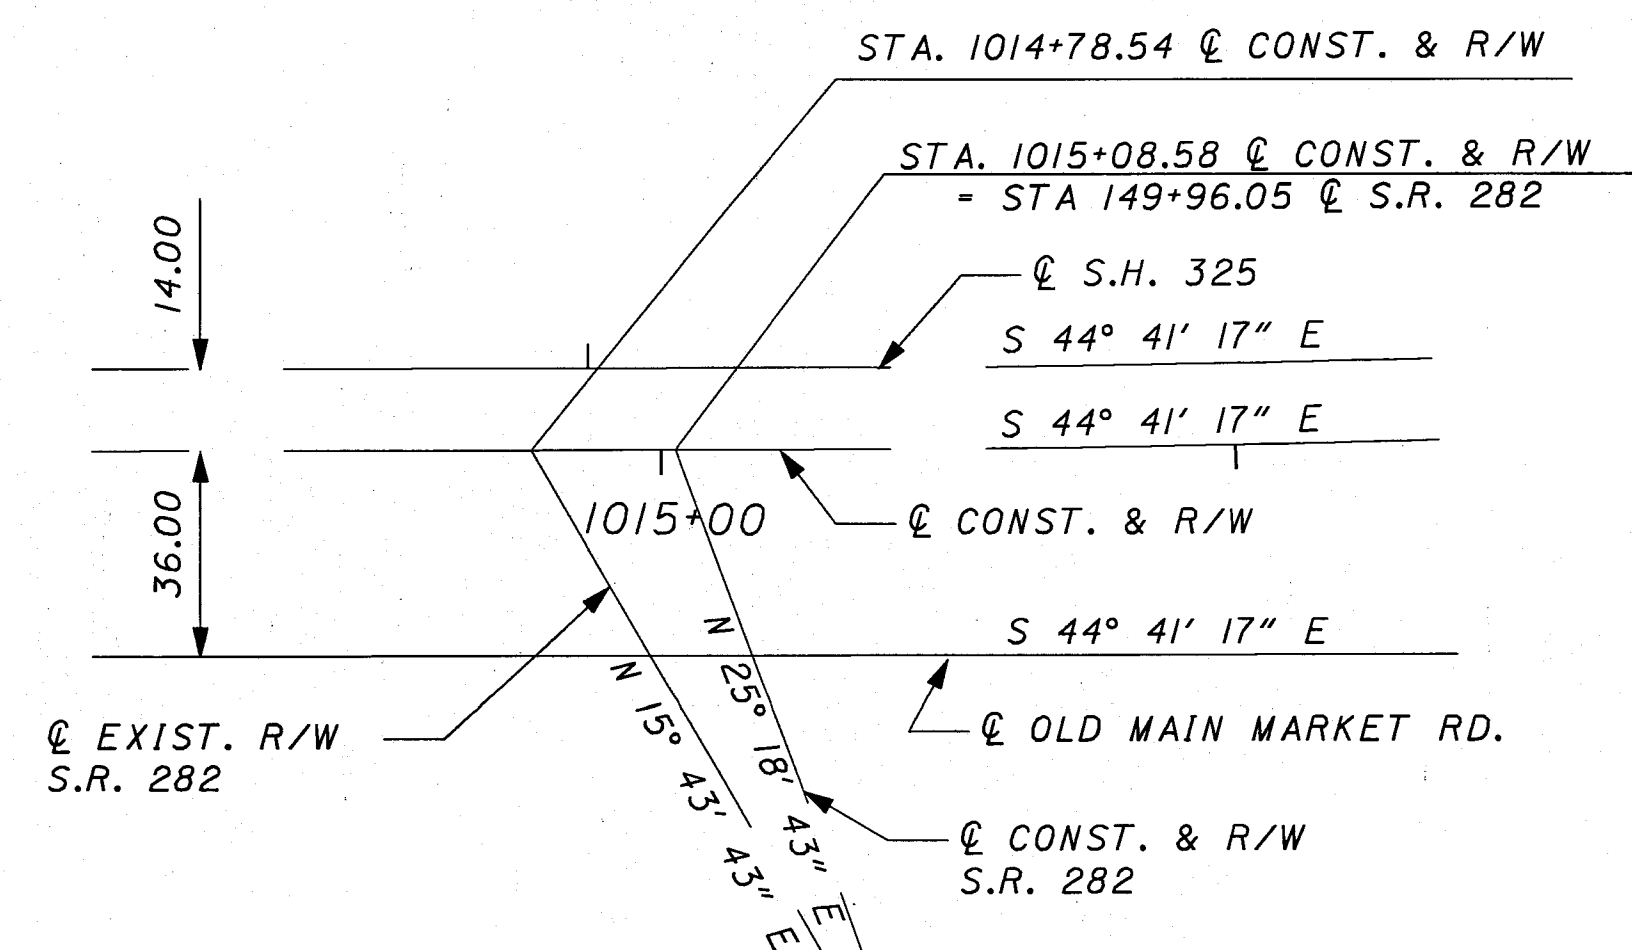 STA. 1014+78.54 ℄ CONST. & R/W
STA. 1015+08.58 ℄ CONST. & R/W
= STA 149+96.05 ℄ S.R. 282
14.00
℄ S.H. 325
S 44° 41' 17" E
S 44° 41' 17" E
36.00
1015+00
℄ CONST. & R/W
S 44° 41' 17" E
N 15° 43' 43" E
N 25° 18' 43" E
℄ EXIST. R/W
S.R. 282
℄ OLD MAIN MARKET RD.
℄ CONST. & R/W
S.R. 282